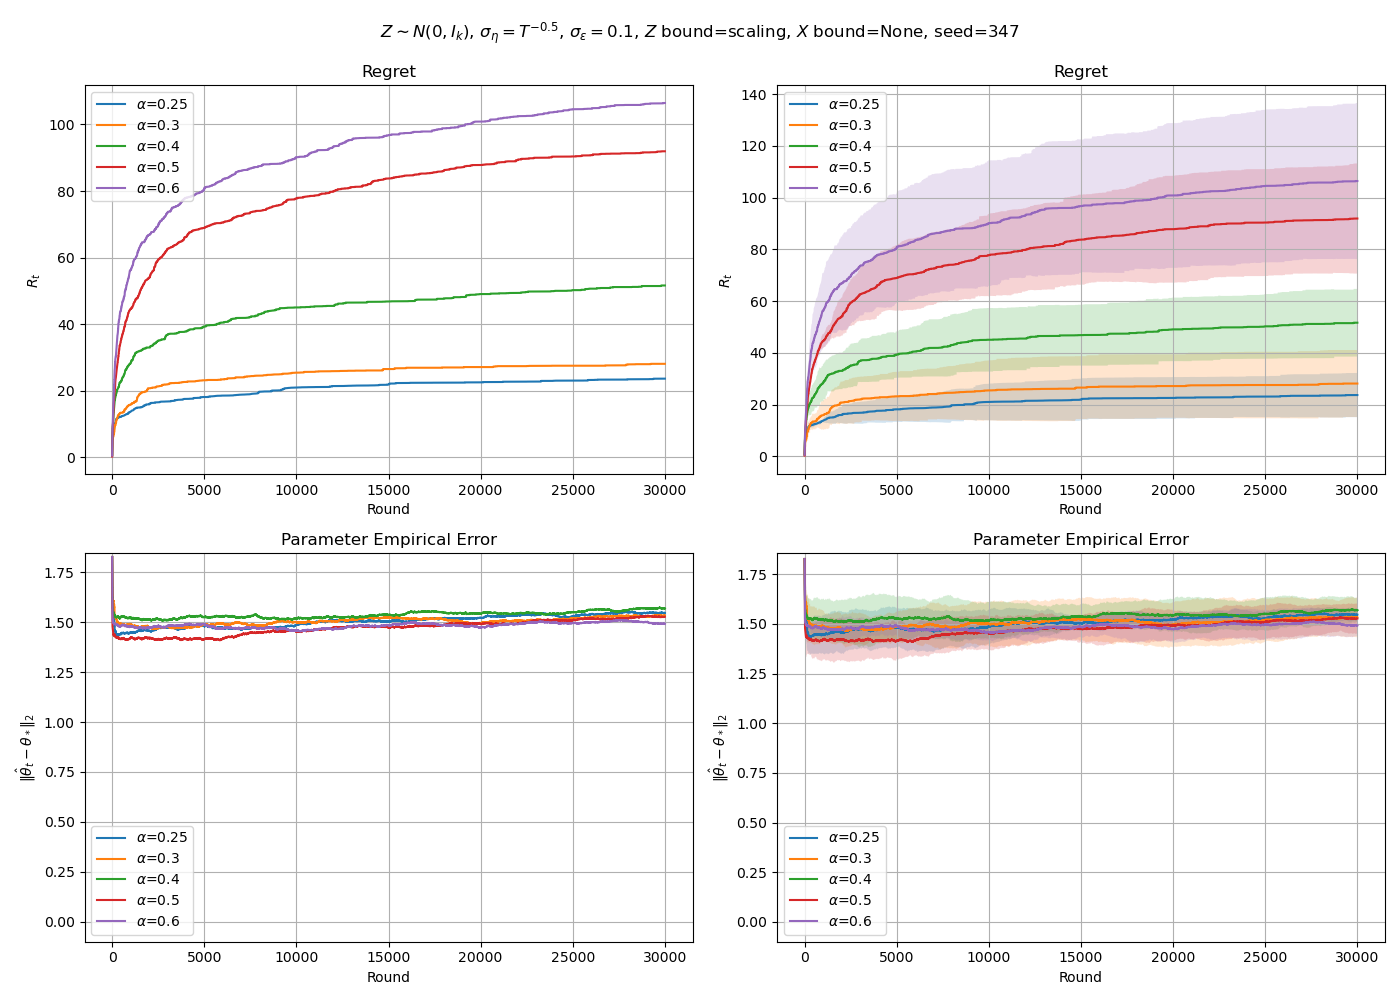 Z ∼ N(0, I_k), σ_η = T^{−0.5}, σ_ε = 0.1, Z bound=scaling, X bound=None, seed=347
Regret
100
80
60
40
20
0
R_t
α=0.25
α=0.3
α=0.4
α=0.5
α=0.6
0 5000 10000 15000 20000 25000 30000
Round
Regret
140
120
100
80
60
40
20
0
R_t
α=0.25
α=0.3
α=0.4
α=0.5
α=0.6
0 5000 10000 15000 20000 25000 30000
Round
Parameter Empirical Error
1.75
1.50
1.25
1.00
0.75
0.50
0.25
0.00
‖θ̂_t − θ_*‖_2
α=0.25
α=0.3
α=0.4
α=0.5
α=0.6
0 5000 10000 15000 20000 25000 30000
Round
Parameter Empirical Error
1.75
1.50
1.25
1.00
0.75
0.50
0.25
0.00
‖θ̂_t − θ_*‖_2
α=0.25
α=0.3
α=0.4
α=0.5
α=0.6
0 5000 10000 15000 20000 25000 30000
Round